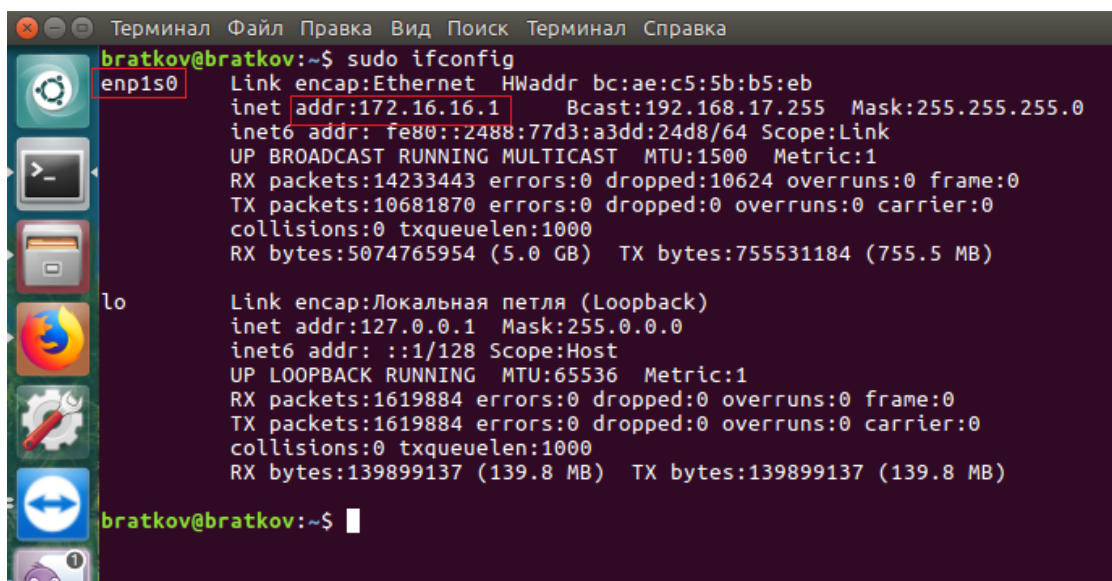 Терминал Файл Правка Вид Поиск Терминал Справка
bratkov@bratkov:~$ sudo ifconfig
enp1s0 Link encap:Ethernet HWaddr bc:ae:c5:5b:b5:eb
inet addr:172.16.16.1 Bcast:192.168.17.255 Mask:255.255.255.0
inet6 addr: fe80::2488:77d3:a3dd:24d8/64 Scope:Link
UP BROADCAST RUNNING MULTICAST MTU:1500 Metric:1
RX packets:14233443 errors:0 dropped:10624 overruns:0 frame:0
TX packets:10681870 errors:0 dropped:0 overruns:0 carrier:0
collisions:0 txqueuelen:1000
RX bytes:5074765954 (5.0 GB) TX bytes:755531184 (755.5 MB)
lo Link encap:Локальная петля (Loopback)
inet addr:127.0.0.1 Mask:255.0.0.0
inet6 addr: ::1/128 Scope:Host
UP LOOPBACK RUNNING MTU:65536 Metric:1
RX packets:1619884 errors:0 dropped:0 overruns:0 frame:0
TX packets:1619884 errors:0 dropped:0 overruns:0 carrier:0
collisions:0 txqueuelen:1000
RX bytes:139899137 (139.8 MB) TX bytes:139899137 (139.8 MB)
bratkov@bratkov:~$
1